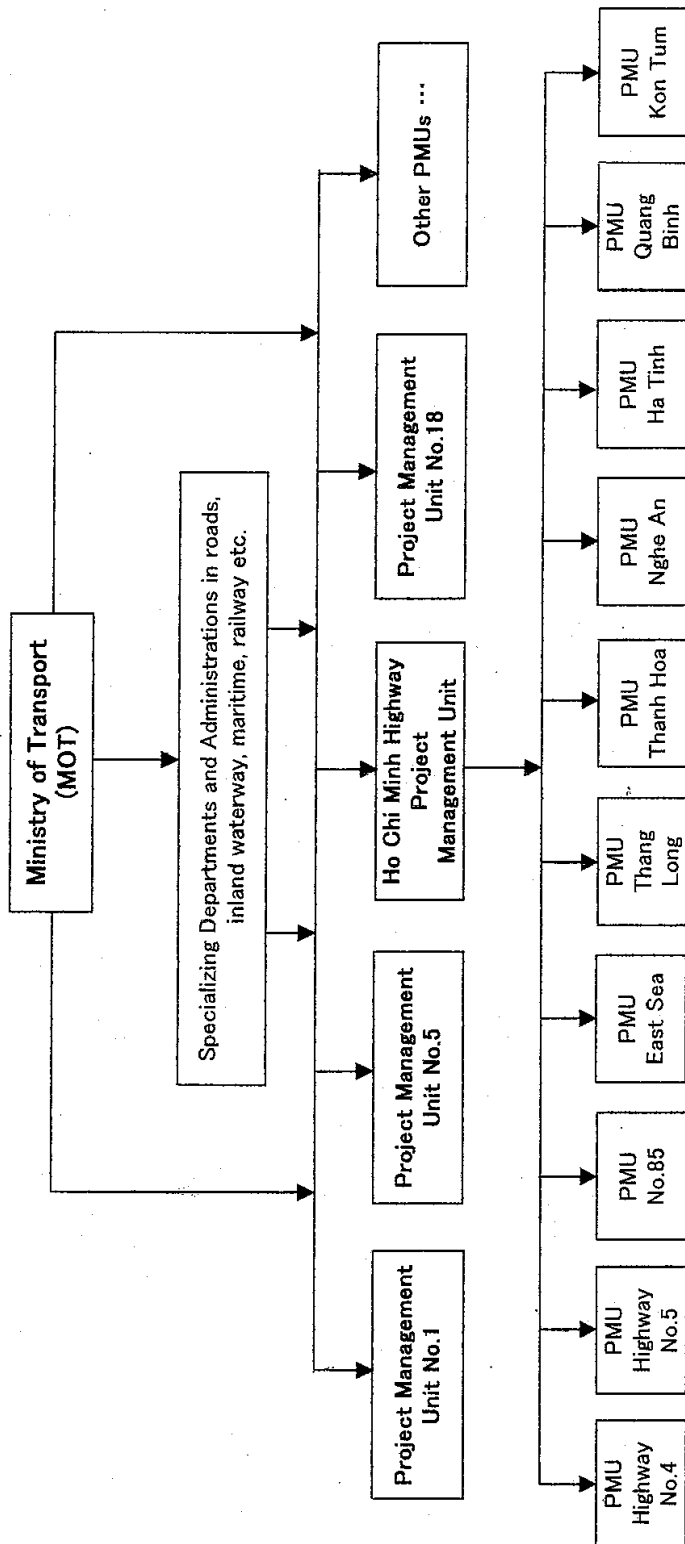 Ministry of Transport
(MOT)
Specializing Departments and Administrations in roads,
inland waterway, maritime, railway etc.
Project Management
Unit No.1
Project Management
Unit No.5
Ho Chi Minh Highway
Project
Management Unit
Project Management
Unit No.18
Other PMUs ...
PMU
Highway
No.4
PMU
Highway
No.5
PMU
No.85
PMU
East Sea
PMU
Thang
Long
PMU
Thanh Hoa
PMU
Nghe An
PMU
Ha Tinh
PMU
Quang
Binh
PMU
Kon Tum